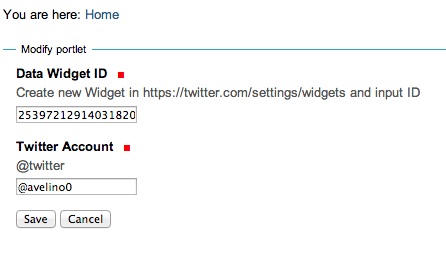 You are here: Home
Modify portlet
Data Widget ID
Create new Widget in https://twitter.com/settings/widgets and input ID
25397212914031820
Twitter Account
@twitter
@avelino0
Save Cancel